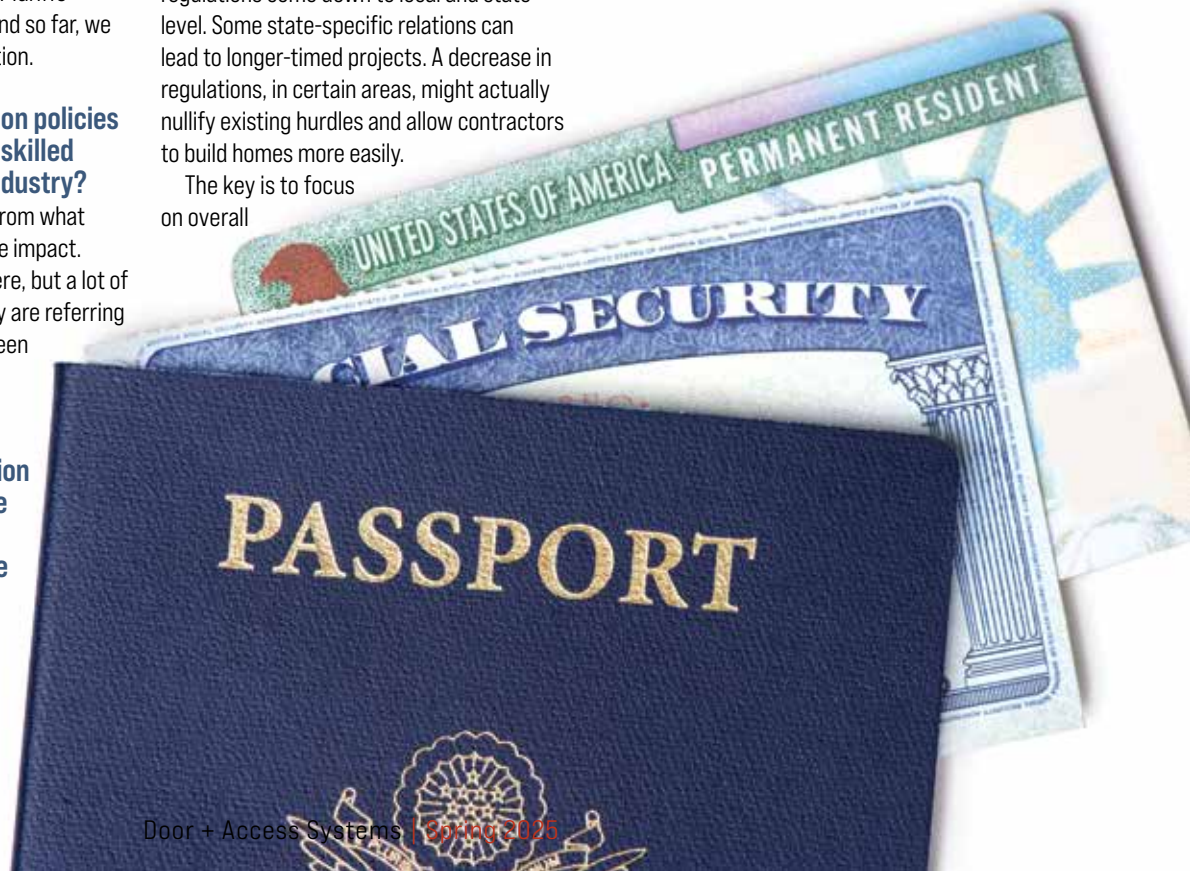 nd so far, we
tion.
on policies
skilled
dustry?
rom what
e impact.
ere, but a lot of
y are referring
een
ion
e
e
level. Some state-specific relations can
lead to longer-timed projects. A decrease in
regulations, in certain areas, might actually
nullify existing hurdles and allow contractors
to build homes more easily.
The key is to focus
on overall
UNITED STATES OF AMERICA PERMANENT RESIDENT
CIAL SECURITY
PASSPORT
Door + Access Systems | Spring 2025